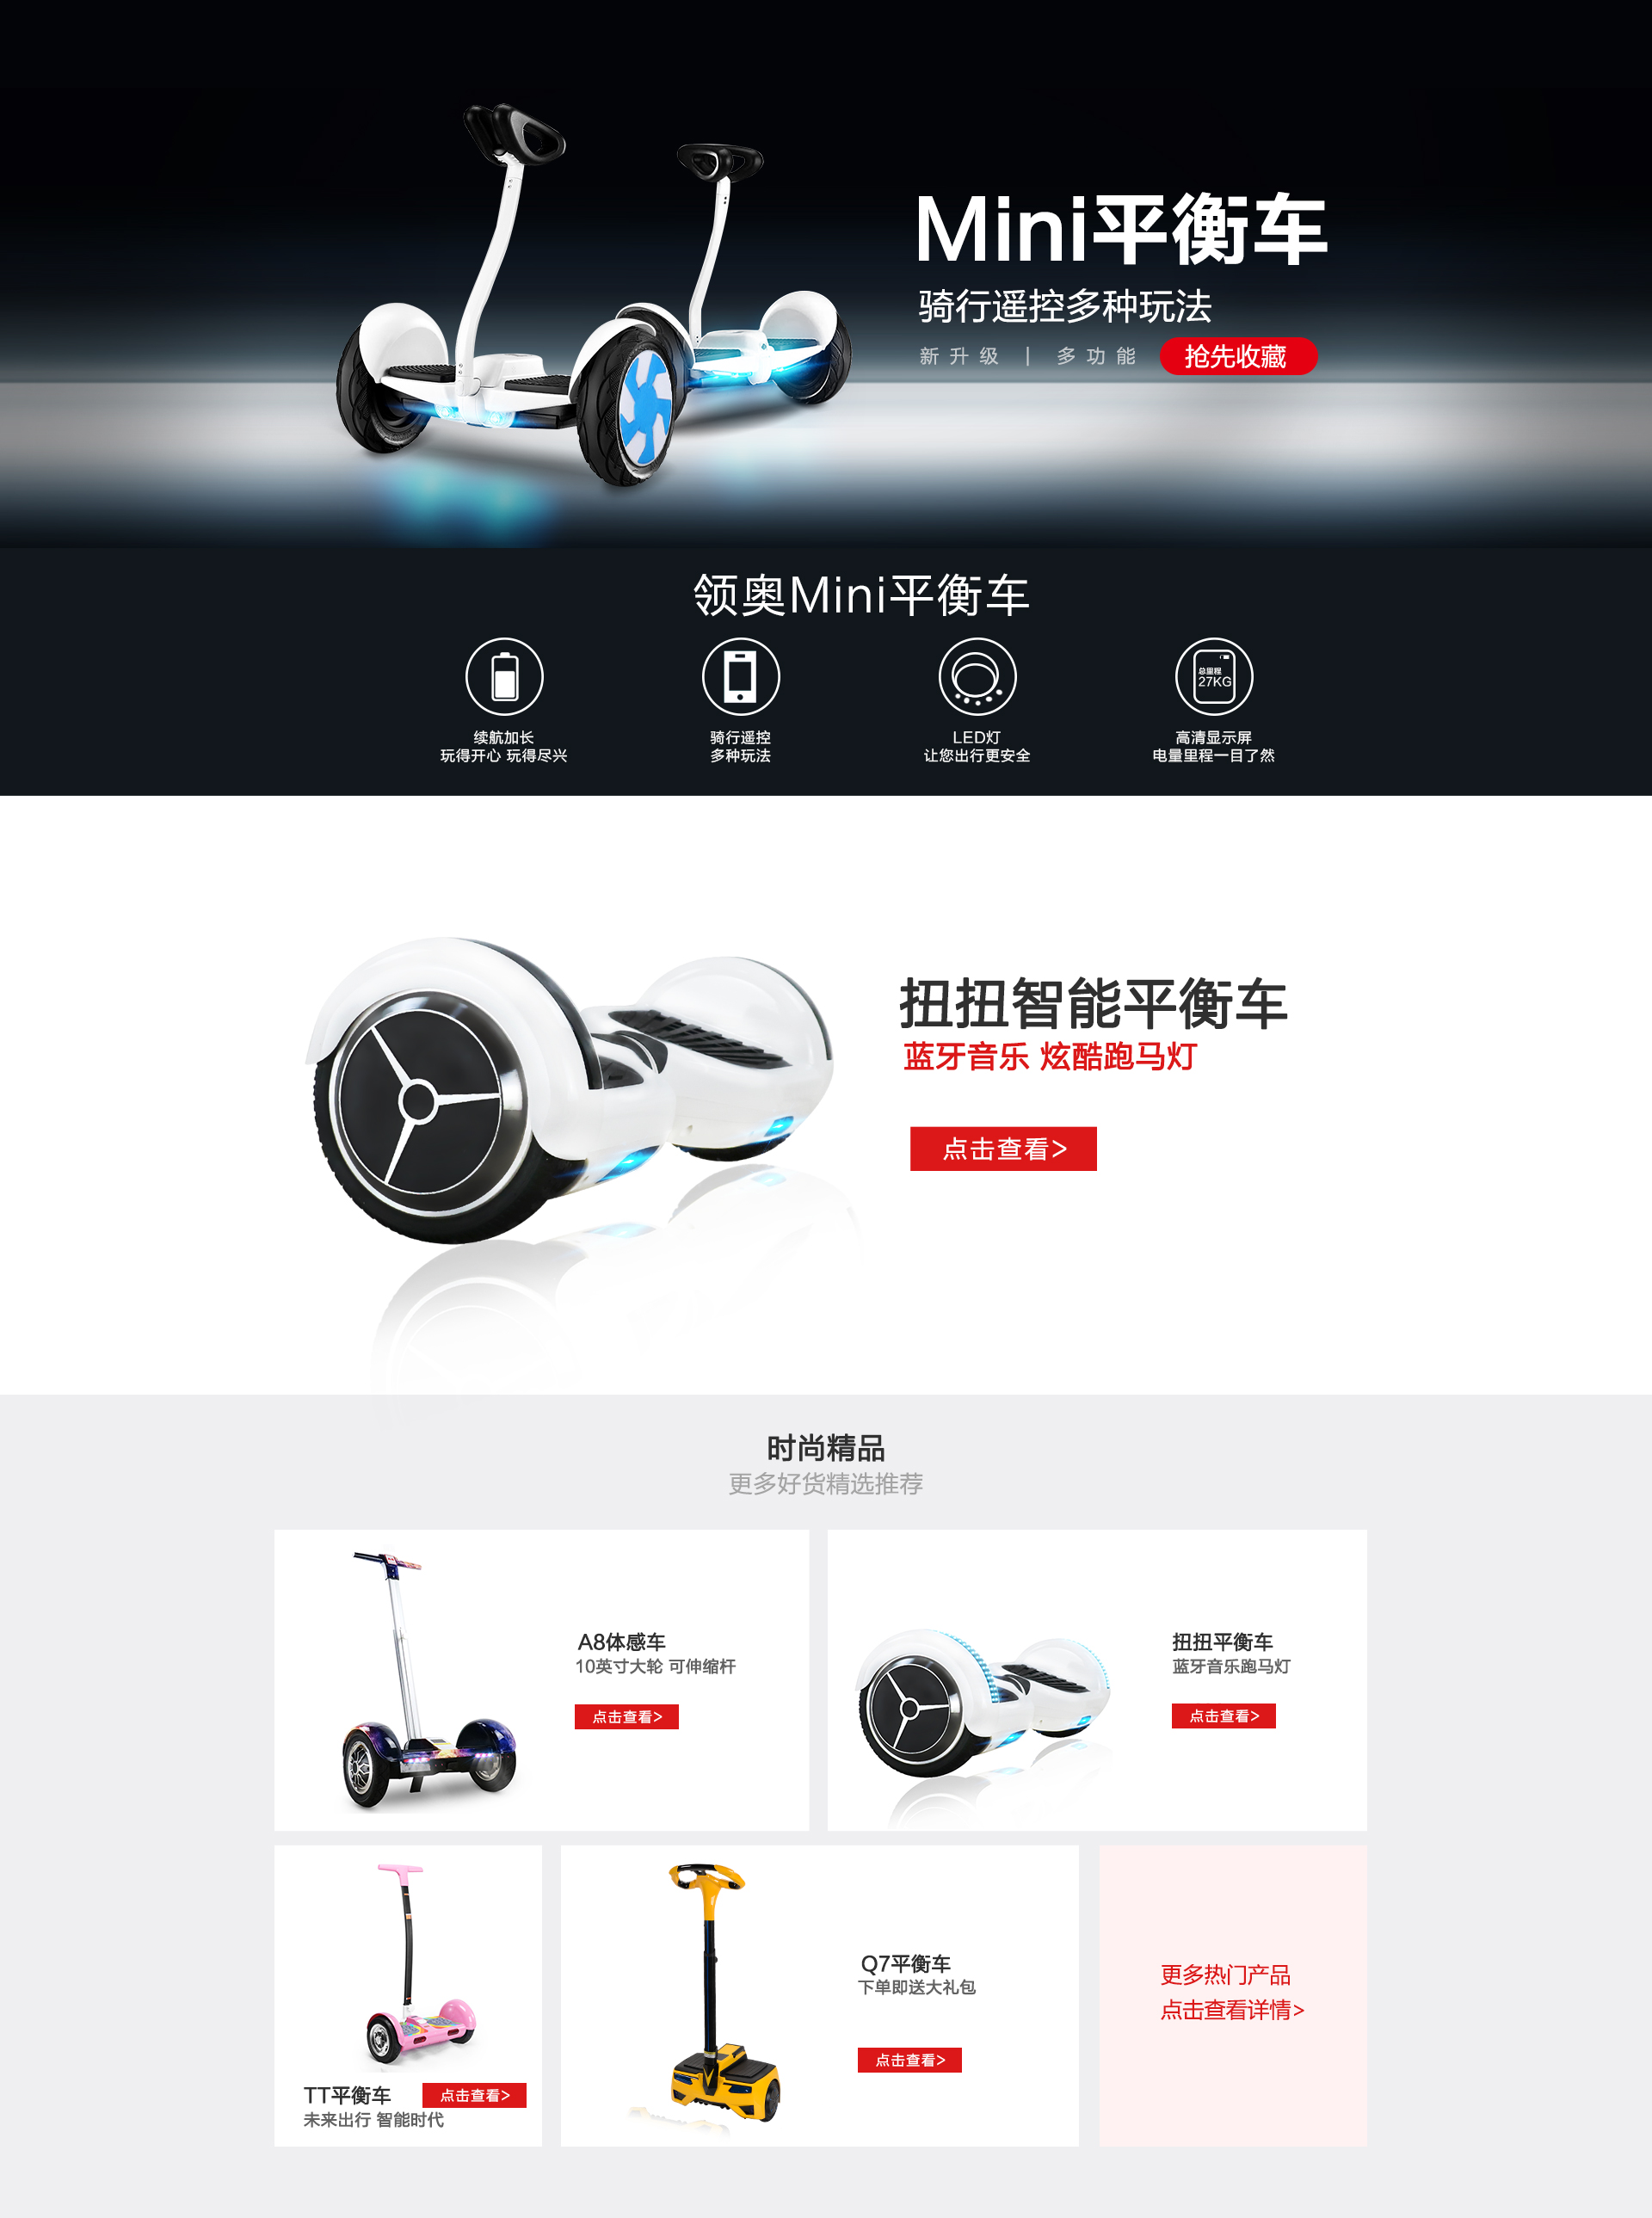 Mini平衡车
骑行遥控多种玩法
新升级 | 多功能 抢先收藏
领奥Mini平衡车
总里程
27KG
续航加长
玩得开心 玩得尽兴
骑行遥控
多种玩法
LED灯
让您出行更安全
高清显示屏
电量里程一目了然
扭扭智能平衡车
蓝牙音乐 炫酷跑马灯
点击查看>
时尚精品
更多好货精选推荐
A8体感车
10英寸大轮 可伸缩杆
点击查看>
扭扭平衡车
蓝牙音乐跑马灯
点击查看>
TT平衡车
点击查看>
未来出行 智能时代
Q7平衡车
下单即送大礼包
点击查看>
更多热门产品
点击查看详情>